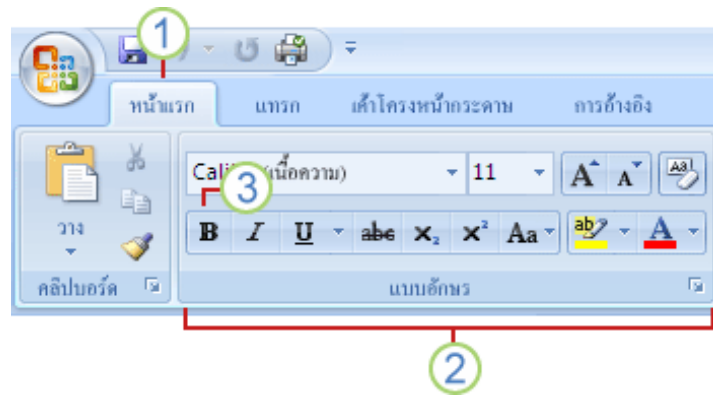 1
หน้าแรก แทรก เค้าโครงหน้ากระดาษ การอ้างอิง
(เนื้อความ) 11 A A Aa
3
วาง B I U abe X₂ X² Aa ab A
คลิปบอร์ด แบบอักษร
2